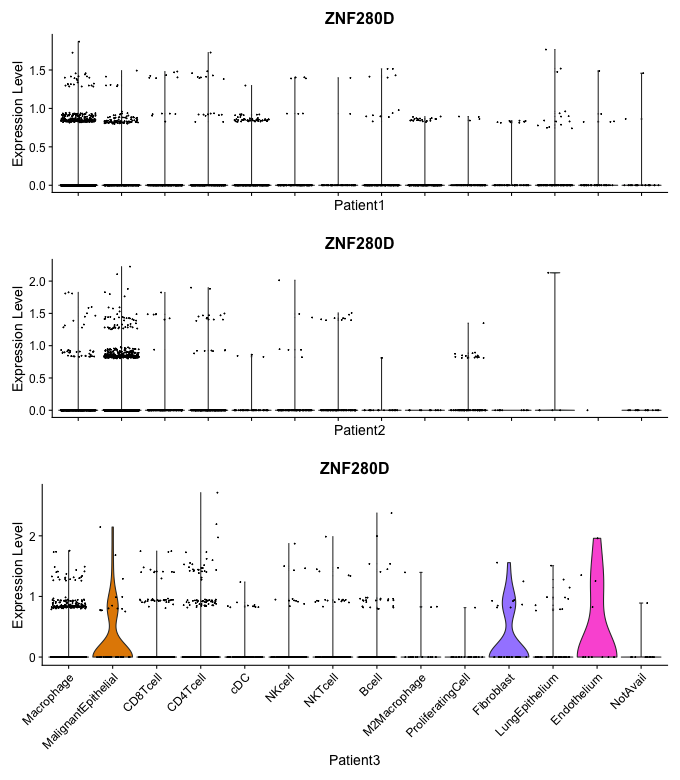 ZNF280D
Expression Level
1.5
1.0
0.5
0.0
Patient1
ZNF280D
Expression Level
2.0
1.5
1.0
0.5
0.0
Patient2
ZNF280D
Expression Level
2
1
0
Macrophage
MalignantEpithelial
CD8Tcell
CD4Tcell
cDC
NKcell
NKTcell
Bcell
M2Macrophage
ProliferatingCell
Fibroblast
LungEpithelium
Endothelium
NotAvail
Patient3